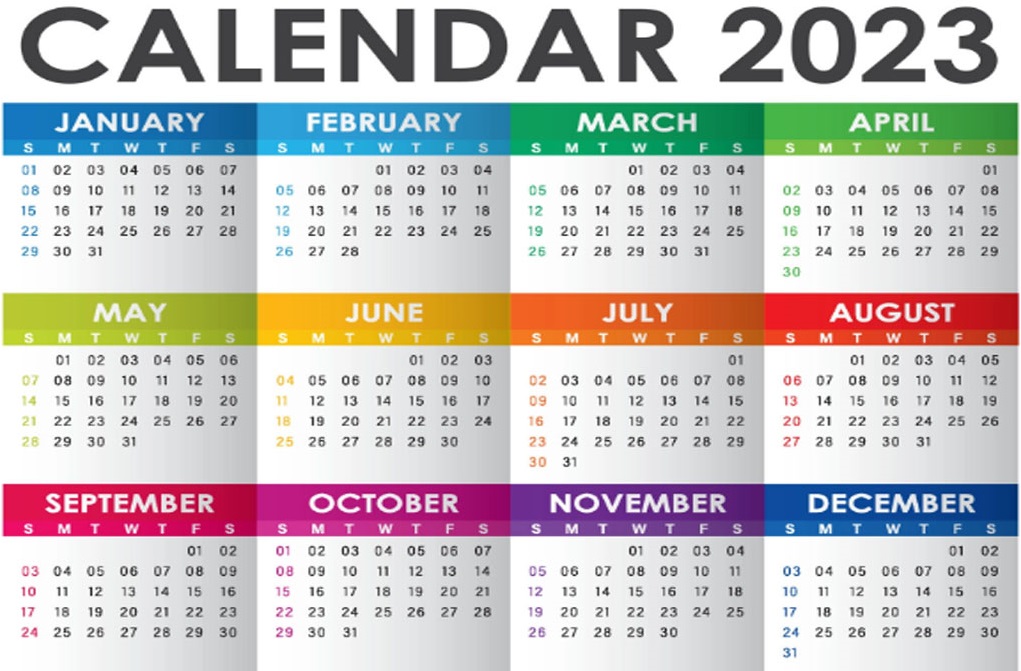 CALENDAR 2023
JANUARY
S M T W T F S
01 02 03 04 05 06 07
08 09 10 11 12 13 14
15 16 17 18 19 20 21
22 23 24 25 26 27 28
29 30 31
FEBRUARY
S M T W T F S
01 02 03 04
05 06 07 08 09 10 11
12 13 14 15 16 17 18
19 20 21 22 23 24 25
26 27 28
MARCH
S M T W T F S
01 02 03 04
05 06 07 08 09 10 11
12 13 14 15 16 17 18
19 20 21 22 23 24 25
26 27 28 29 30 31
APRIL
S M T W T F S
01
02 03 04 05 06 07 08
09 10 11 12 13 14 15
16 17 18 19 20 21 22
23 24 25 26 27 28 29
30
MAY
S M T W T F S
01 02 03 04 05 06
07 08 09 10 11 12 13
14 15 16 17 18 19 20
21 22 23 24 25 26 27
28 29 30 31
JUNE
S M T W T F S
01 02 03
04 05 06 07 08 09 10
11 12 13 14 15 16 17
18 19 20 21 22 23 24
25 26 27 28 29 30
JULY
S M T W T F S
01
02 03 04 05 06 07 08
09 10 11 12 13 14 15
16 17 18 19 20 21 22
23 24 25 26 27 28 29
30 31
AUGUST
S M T W T F S
01 02 03 04 05
06 07 08 09 10 11 12
13 14 15 16 17 18 19
20 21 22 23 24 25 26
27 28 29 30 31
SEPTEMBER
S M T W T F S
01 02
03 04 05 06 07 08 09
10 11 12 13 14 15 16
17 18 19 20 21 22 23
24 25 26 27 28 29 30
OCTOBER
S M T W T F S
01 02 03 04 05 06 07
08 09 10 11 12 13 14
15 16 17 18 19 20 21
22 23 24 25 26 27 28
29 30 31
NOVEMBER
S M T W T F S
01 02 03 04
05 06 07 08 09 10 11
12 13 14 15 16 17 18
19 20 21 22 23 24 25
26 27 28 29 30
DECEMBER
S M T W T F S
01 02
03 04 05 06 07 08 09
10 11 12 13 14 15 16
17 18 19 20 21 22 23
24 25 26 27 28 29 30
31